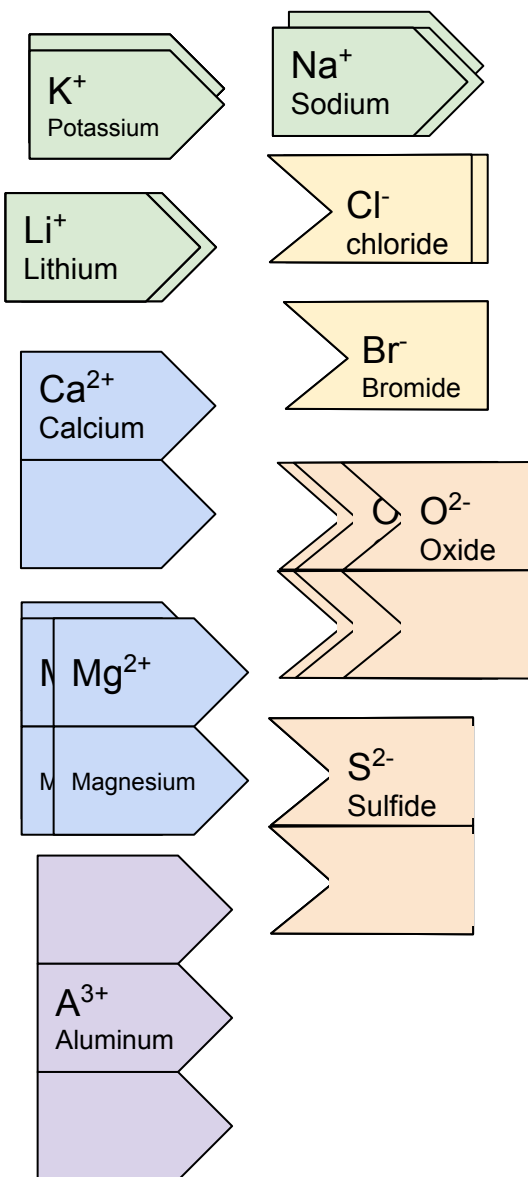 K⁺
Potassium
Na⁺
Sodium
Cl⁻
chloride
Li⁺
Lithium
Br⁻
Bromide
Ca²⁺
Calcium
O O²⁻
Oxide
M Mg²⁺
M Magnesium
S²⁻
Sulfide
A³⁺
Aluminum